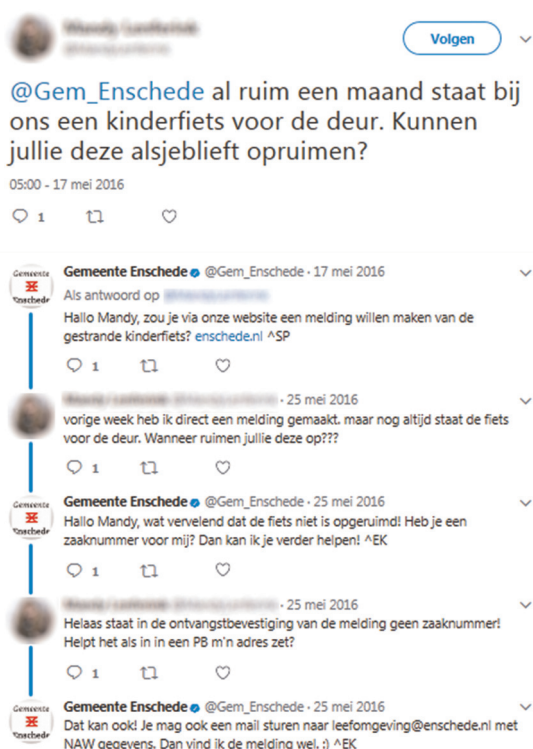 Volgen
@Gem_Enschede al ruim een maand staat bij
ons een kinderfiets voor de deur. Kunnen
jullie deze alsjeblieft opruimen?
05:00 - 17 mei 2016
1
Gemeente
Enschede
Gemeente Enschede @Gem_Enschede · 17 mei 2016
Als antwoord op
Hallo Mandy, zou je via onze website een melding willen maken van de
gestrande kinderfiets? enschede.nl ^SP
1
· 25 mei 2016
vorige week heb ik direct een melding gemaakt. maar nog altijd staat de fiets
voor de deur. Wanneer ruimen jullie deze op???
1
Gemeente
Enschede
Gemeente Enschede @Gem_Enschede · 25 mei 2016
Hallo Mandy, wat vervelend dat de fiets niet is opgeruimd! Heb je een
zaaknummer voor mij? Dan kan ik je verder helpen! ^EK
1
· 25 mei 2016
Helaas staat in de ontvangstbevestiging van de melding geen zaaknummer!
Helpt het als in in een PB m'n adres zet?
1
Gemeente
Enschede
Gemeente Enschede @Gem_Enschede · 25 mei 2016
Dat kan ook! Je mag ook een mail sturen naar leefomgeving@enschede.nl met
NAW gegevens. Dan vind ik de melding wel. :) ^EK